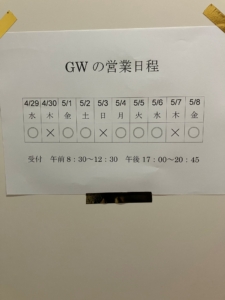 GWの営業日程
4/29 4/30 5/1 5/2 5/3 5/4 5/5 5/6 5/7 5/8
水 木 金 土 日 月 火 水 木 金
○ × ○ ○ × ○ ○ ○ × ○
受付 午前8:30～12:30 午後17:00～20:45